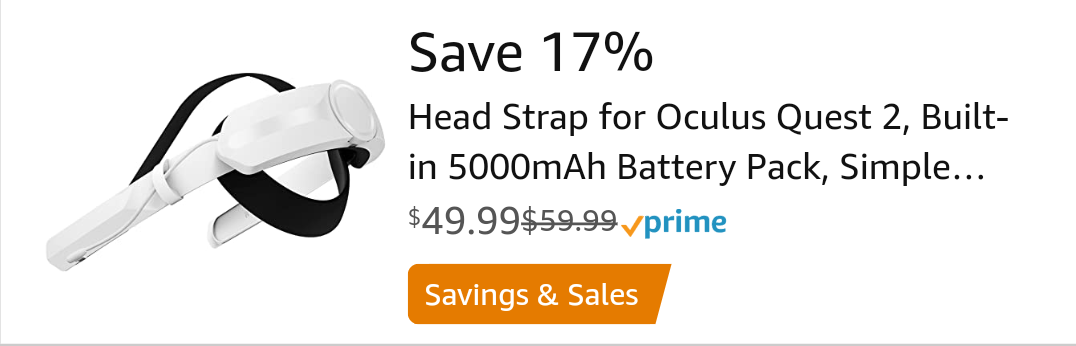 Save 17%
Head Strap for Oculus Quest 2, Built-
in 5000mAh Battery Pack, Simple...
$49.99$59.99 prime
Savings & Sales